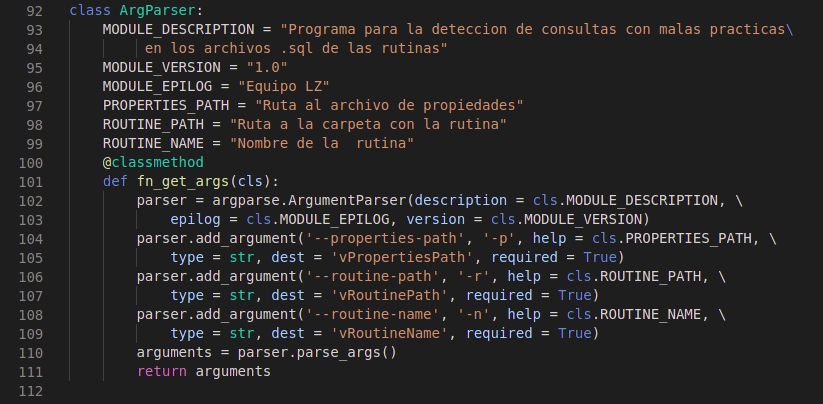 92 class ArgParser:
93     MODULE_DESCRIPTION = "Programa para la deteccion de consultas con malas practicas\
94          en los archivos .sql de las rutinas"
95     MODULE_VERSION = "1.0"
96     MODULE_EPILOG = "Equipo LZ"
97     PROPERTIES_PATH = "Ruta al archivo de propiedades"
98     ROUTINE_PATH = "Ruta a la carpeta con la rutina"
99     ROUTINE_NAME = "Nombre de la  rutina"
100     @classmethod
101     def fn_get_args(cls):
102         parser = argparse.ArgumentParser(description = cls.MODULE_DESCRIPTION, \
103             epilog = cls.MODULE_EPILOG, version = cls.MODULE_VERSION)
104         parser.add_argument('--properties-path', '-p', help = cls.PROPERTIES_PATH, \
105             type = str, dest = 'vPropertiesPath', required = True)
106         parser.add_argument('--routine-path', '-r', help = cls.ROUTINE_PATH, \
107             type = str, dest = 'vRoutinePath', required = True)
108         parser.add_argument('--routine-name', '-n', help = cls.ROUTINE_NAME, \
109             type = str, dest = 'vRoutineName', required = True)
110         arguments = parser.parse_args()
111         return arguments
112